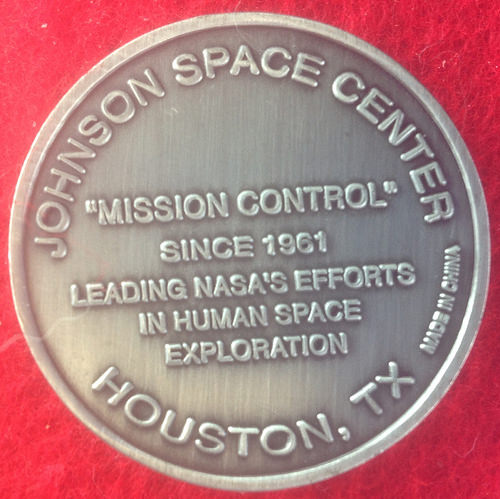 JOHNSON SPACE CENTER
"MISSION CONTROL"
SINCE 1961
LEADING NASA'S EFFORTS
IN HUMAN SPACE
EXPLORATION
MADE IN CHINA
HOUSTON, TX